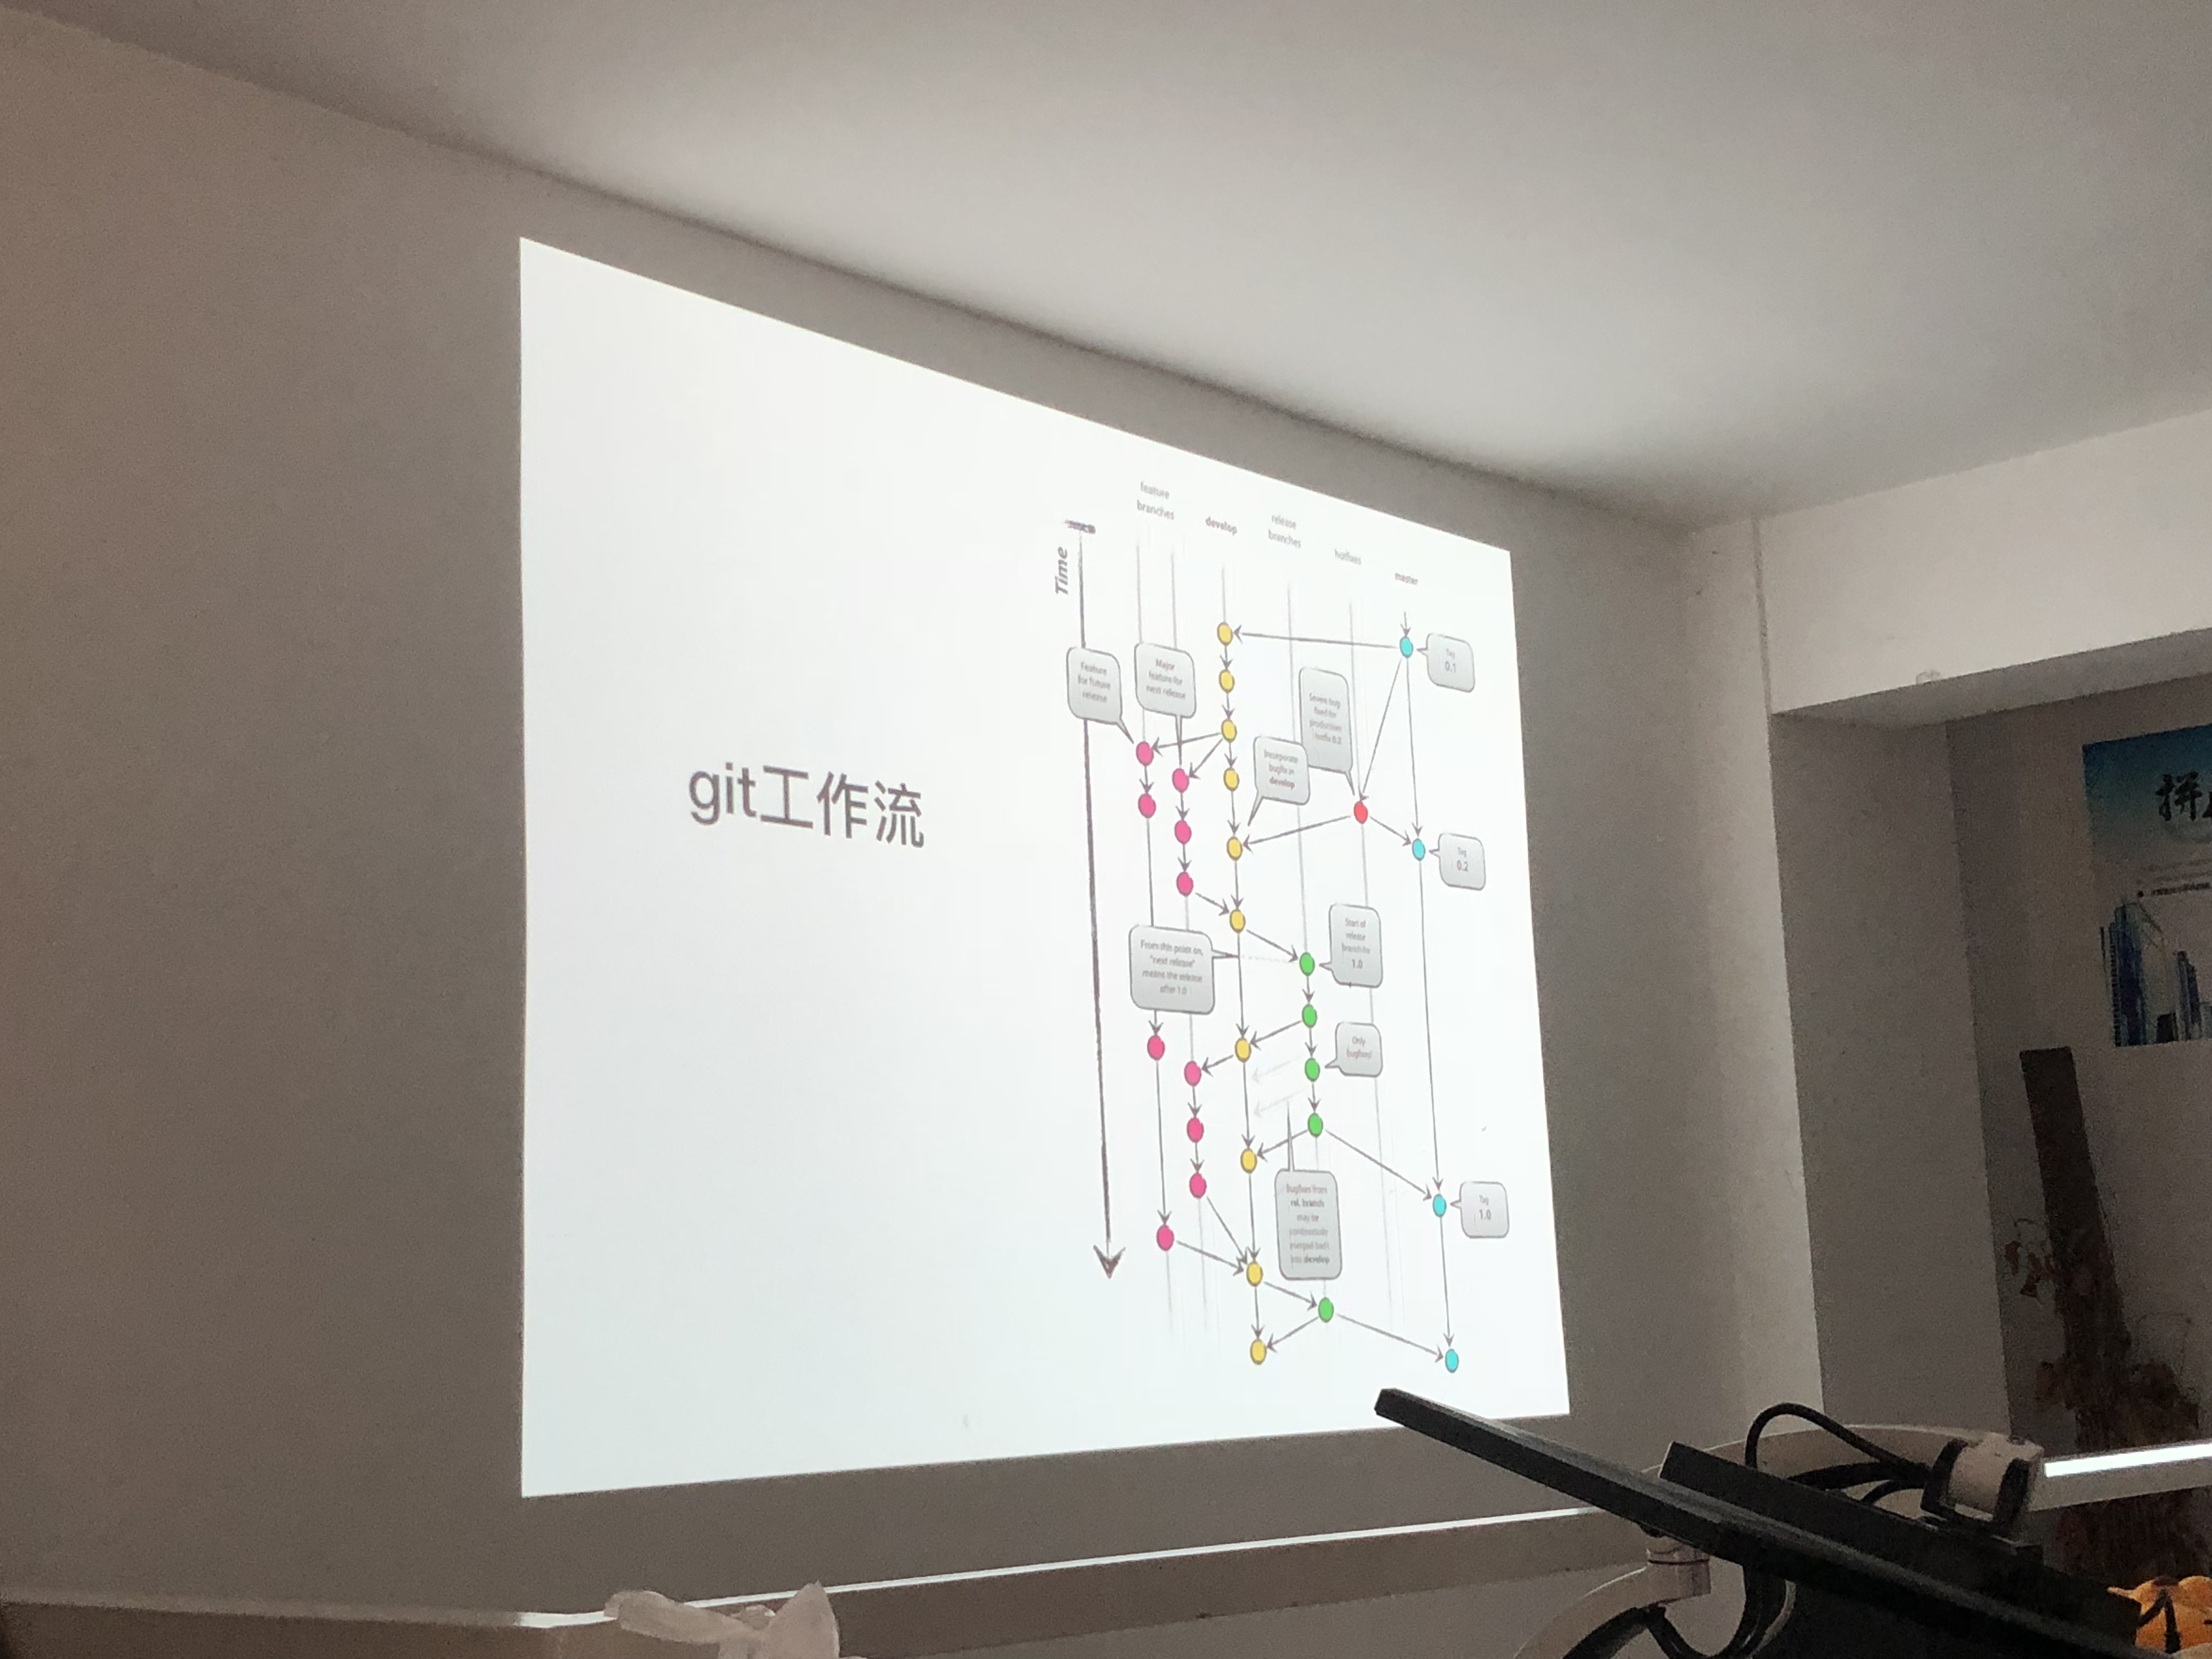 git工作流
Time
feature
branches
develop
release
branches
hotfixes
master
Tag
0.1
Feature
for future
release
Major
feature for
next release
Severe bug
fixed for
production:
hotfix 0.2
Incorporate
bugfix in
develop
Tag
0.2
Start of
release
branch for
1.0
From this point on,
"next release"
means the release
after 1.0
Only
bugfixes!
Bugfixes from
rel. branch
may be
continuously
merged back
into develop
Tag
1.0
拼